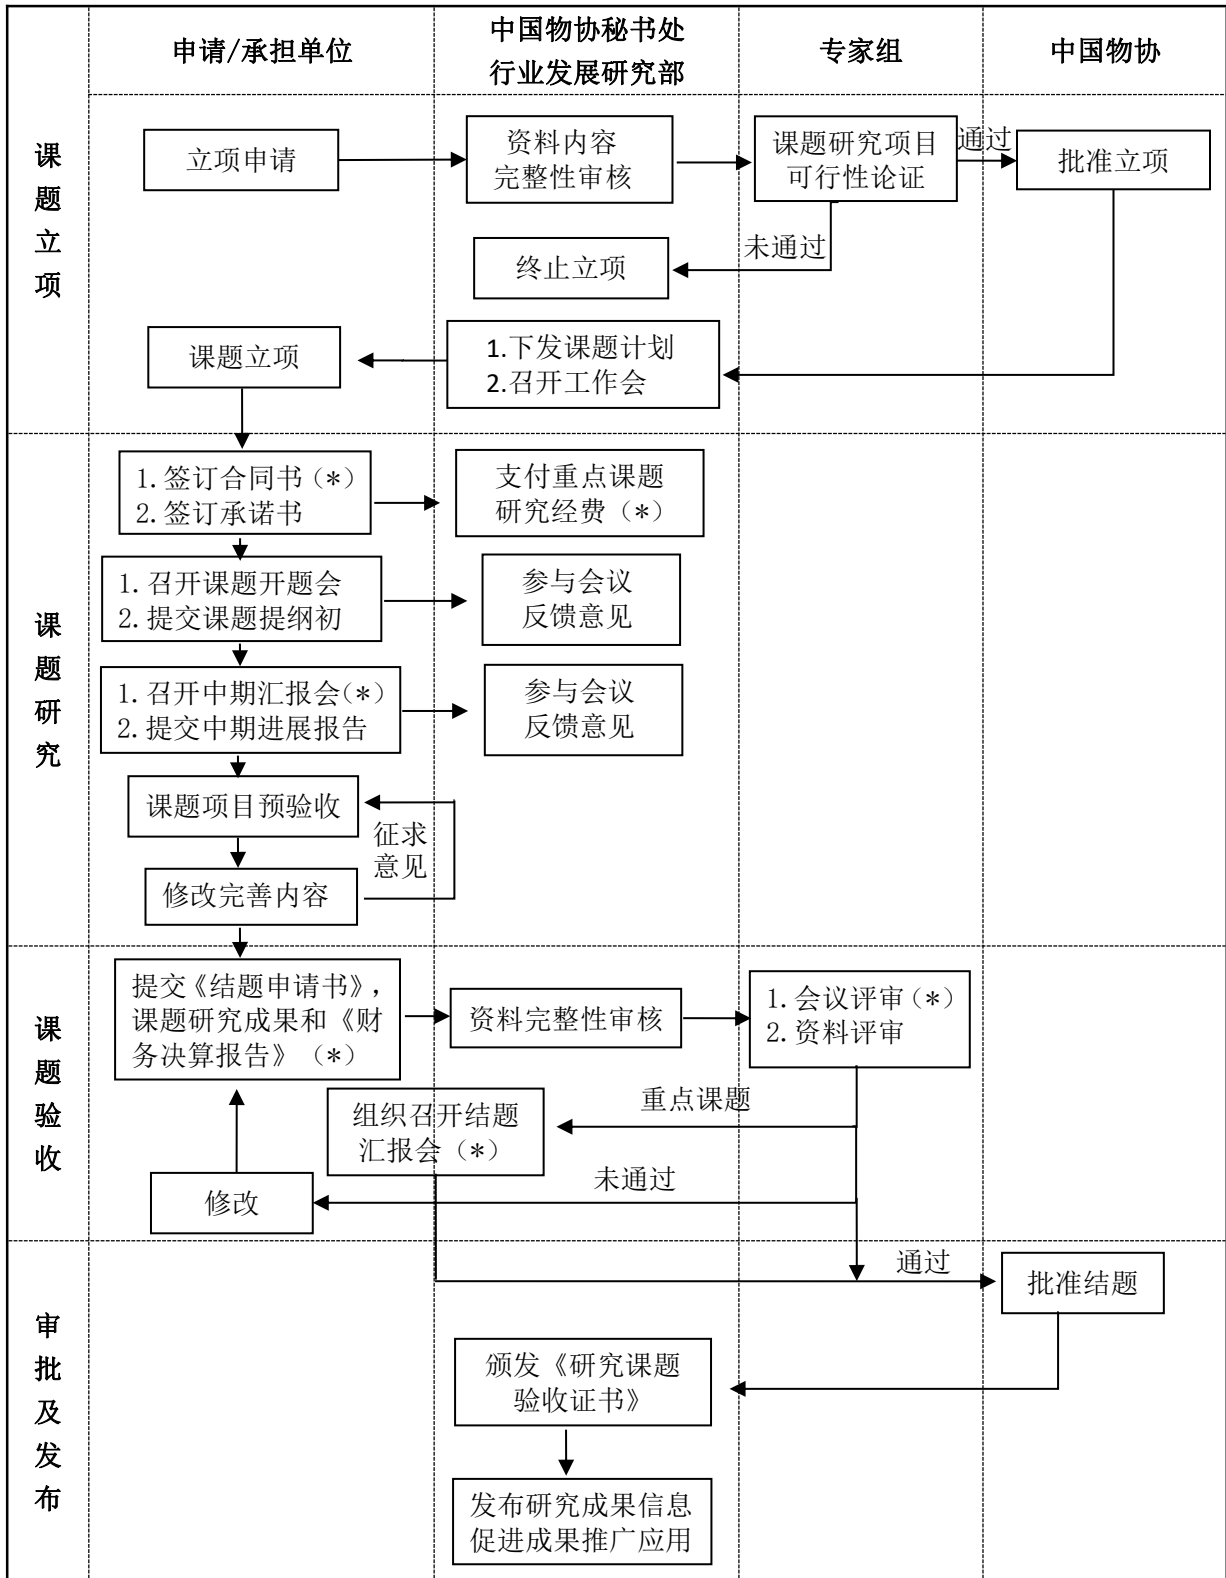 申请/承担单位
中国物协秘书处
行业发展研究部
专家组
中国物协
课题立项
立项申请
资料内容
完整性审核
课题研究项目
可行性论证
通过
批准立项
未通过
终止立项
课题立项
1.下发课题计划
2.召开工作会
课题研究
1.签订合同书(*)
2.签订承诺书
支付重点课题
研究经费（*）
1.召开课题开题会
2.提交课题提纲初
参与会议
反馈意见
1.召开中期汇报会(*)
2.提交中期进展报告
参与会议
反馈意见
课题项目预验收
征求
意见
修改完善内容
课题验收
提交《结题申请书》，
课题研究成果和《财
务决算报告》（*）
资料完整性审核
1.会议评审(*)
2.资料评审
重点课题
组织召开结题
汇报会（*）
未通过
修改
审批及发布
通过
批准结题
颁发《研究课题
验收证书》
发布研究成果信息
促进成果推广应用